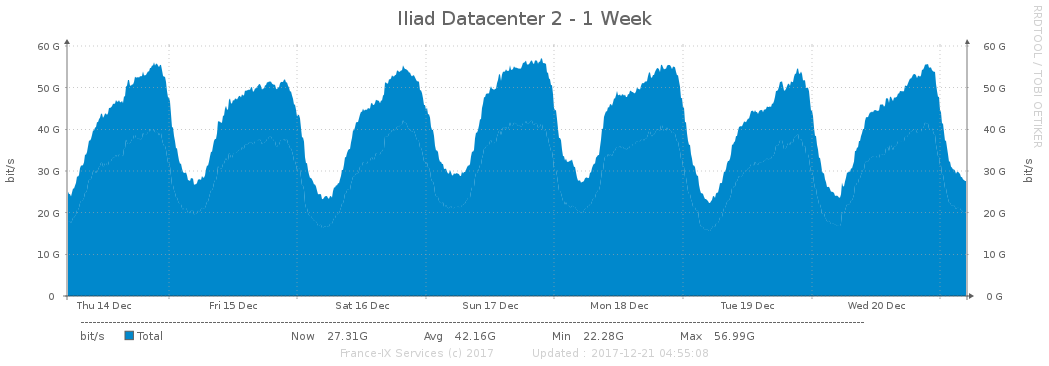 Iliad Datacenter 2 - 1 Week
RRDTOOL / TOBI OETIKER
60 G 60 G
50 G 50 G
40 G 40 G
30 G 30 G
20 G 20 G
10 G 10 G
0 0 G
bit/s bit/s
Thu 14 Dec Fri 15 Dec Sat 16 Dec Sun 17 Dec Mon 18 Dec Tue 19 Dec Wed 20 Dec
bit/s Total Now 27.31G Avg 42.16G Min 22.28G Max 56.99G
France-IX Services (c) 2017 Updated : 2017-12-21 04:55:08